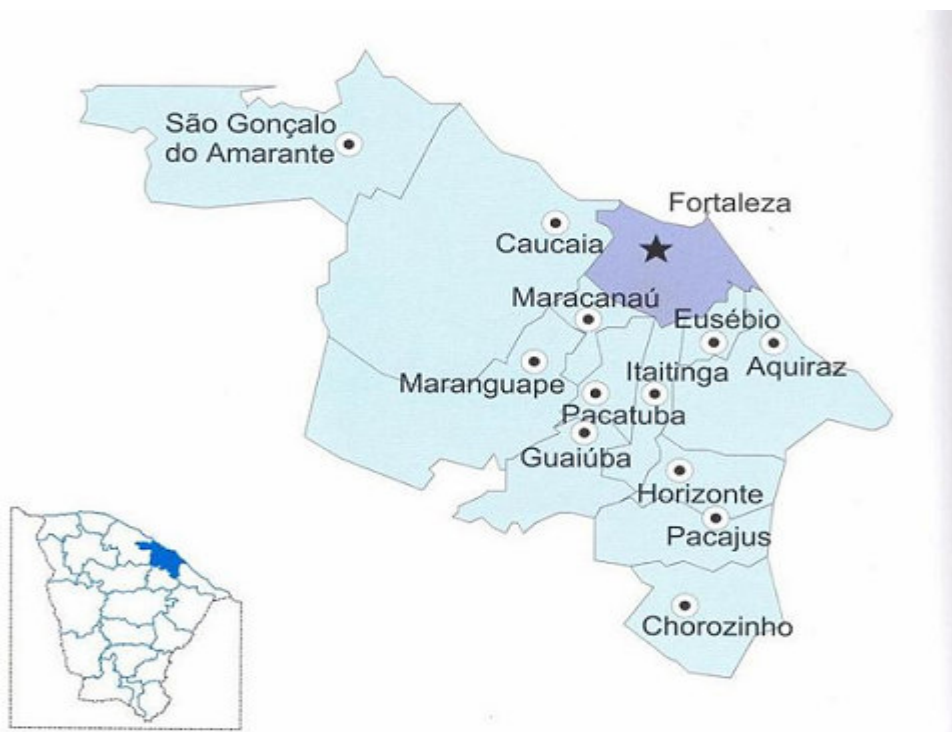 São Gonçalo
do Amarante
Fortaleza
Caucaia
Maracanaú
Eusébio
Itaitinga
Aquiraz
Maranguape
Pacatuba
Guaiúba
Horizonte
Pacajus
Chorozinho